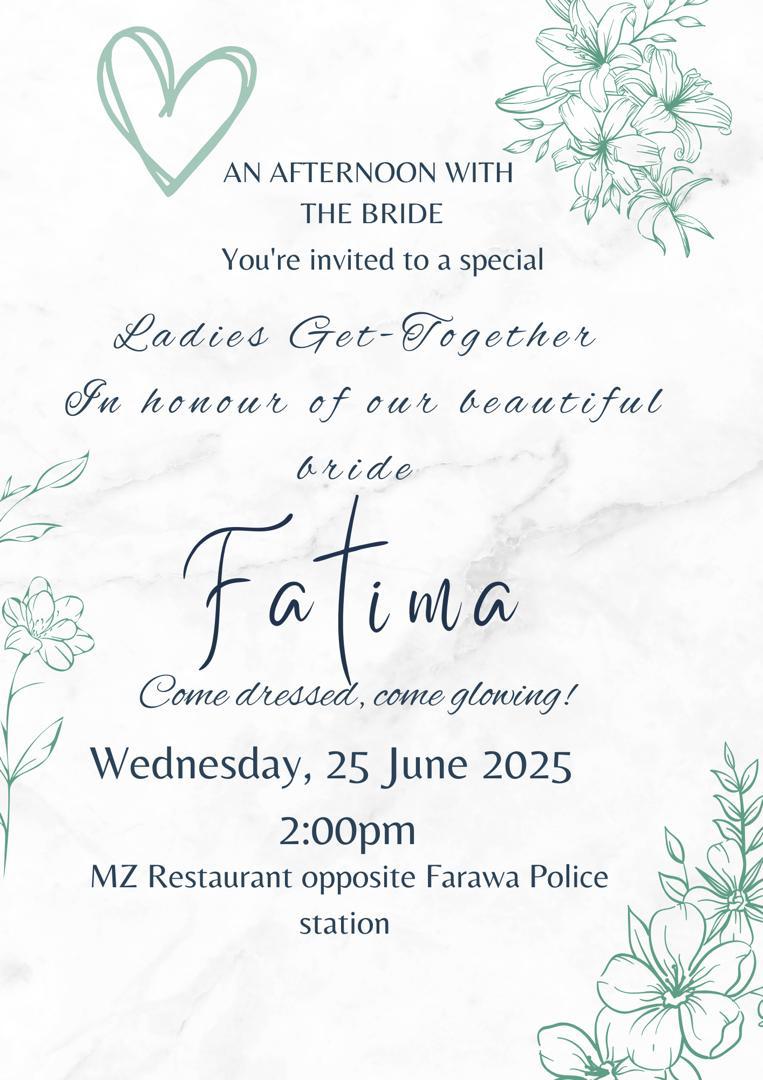 AN AFTERNOON WITH
THE BRIDE
You're invited to a special
Ladies Get-Together
In honour of our beautiful
bride
Fatima
Come dressed, come glowing!
Wednesday, 25 June 2025
2:00pm
MZ Restaurant opposite Farawa Police
station